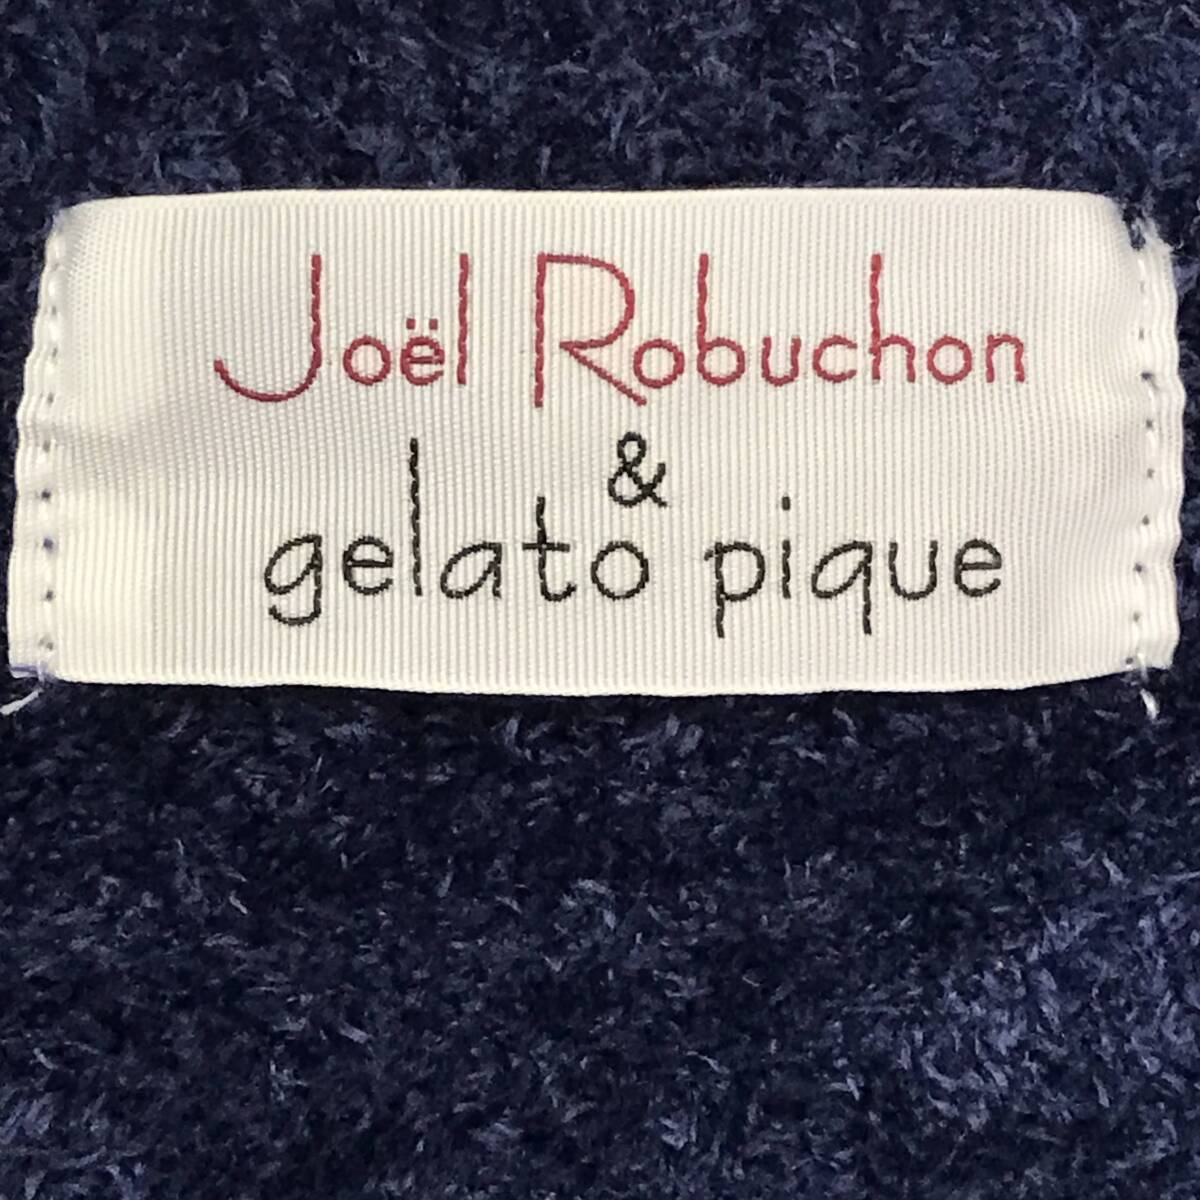 Joël Robuchon
&
gelato pique